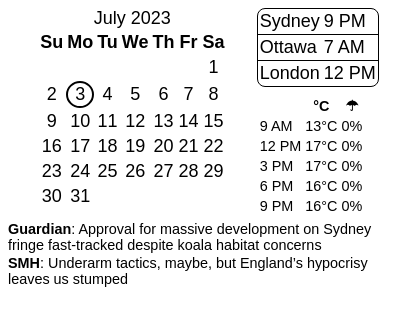 July 2023
Su Mo Tu We Th Fr Sa
1
2 3 4 5 6 7 8
9 10 11 12 13 14 15
16 17 18 19 20 21 22
23 24 25 26 27 28 29
30 31
Sydney 9 PM
Ottawa 7 AM
London 12 PM
°C ☂
9 AM 13°C 0%
12 PM 17°C 0%
3 PM 17°C 0%
6 PM 16°C 0%
9 PM 16°C 0%
Guardian: Approval for massive development on Sydney
fringe fast-tracked despite koala habitat concerns
SMH: Underarm tactics, maybe, but England’s hypocrisy
leaves us stumped